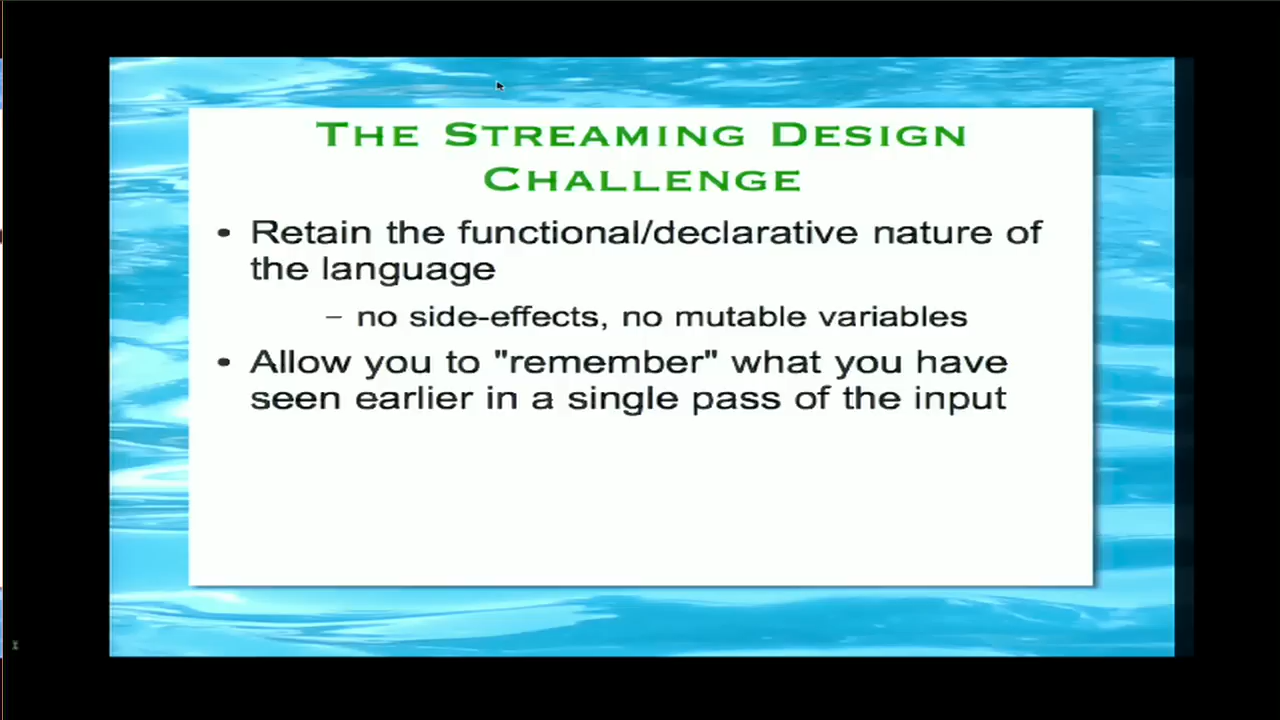 THE STREAMING DESIGN
CHALLENGE
• Retain the functional/declarative nature of
the language
– no side-effects, no mutable variables
• Allow you to "remember" what you have
seen earlier in a single pass of the input